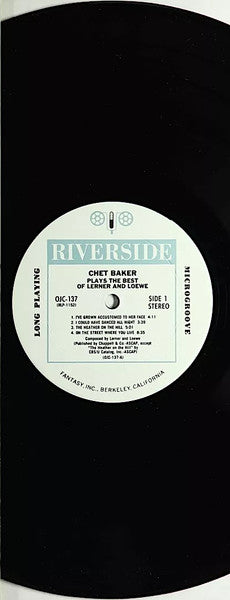 RIVERSIDE
CHET BAKER
PLAYS THE BEST
OF LERNER AND LOEWE
OJC-137
(RLP-1152)
SIDE 1
STEREO
LONG PLAYING
MICROGROOVE
1. I'VE GROWN ACCUSTOMED TO HER FACE 4:11
2. I COULD HAVE DANCED ALL NIGHT 3:39
3. THE HEATHER ON THE HILL 5:01
4. ON THE STREET WHERE YOU LIVE 8:35
Composed by Lerner and Loewe
(Published by Chappell & Co.-ASCAP, except
"The Heather on the Hill" by
EMI/U Catalog, Inc.-ASCAP)
(OJC-137-A)
FANTASY, INC., BERKELEY, CALIFORNIA